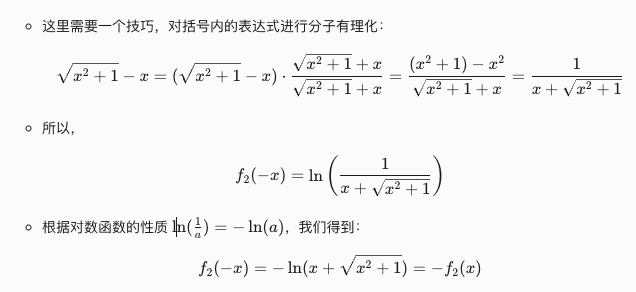 这里需要一个技巧，对括号内的表达式进行分子有理化：
$\sqrt{x^2+1}-x=(\sqrt{x^2+1}-x)\cdot\frac{\sqrt{x^2+1}+x}{\sqrt{x^2+1}+x}=\frac{(x^2+1)-x^2}{\sqrt{x^2+1}+x}=\frac{1}{x+\sqrt{x^2+1}}$
所以，
$f_2(-x)=\ln\left(\frac{1}{x+\sqrt{x^2+1}}\right)$
根据对数函数的性质 $\ln(\frac{1}{a})=-\ln(a)$，我们得到：
$f_2(-x)=-\ln(x+\sqrt{x^2+1})=-f_2(x)$